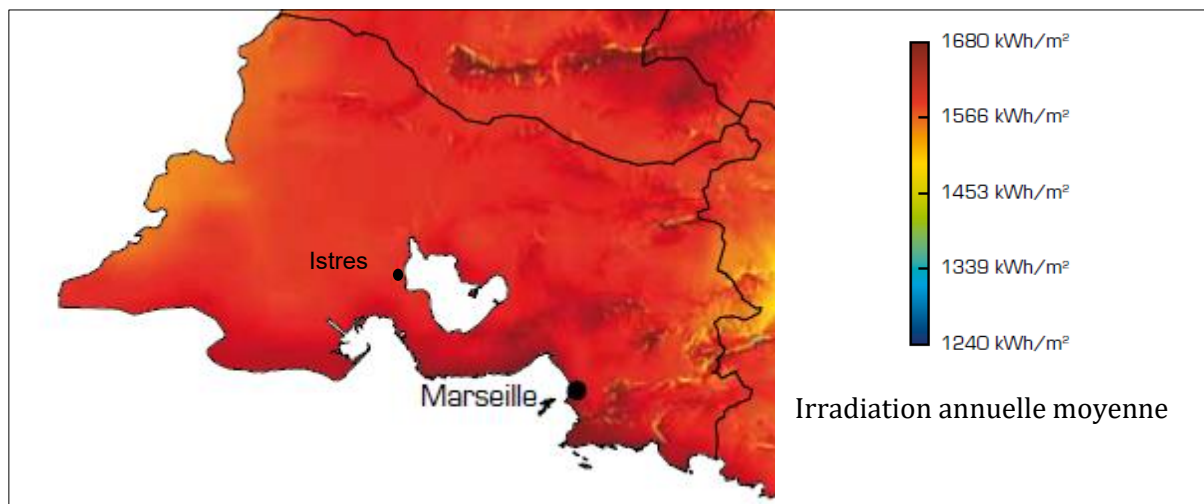 Istres
Marseille
1680 kWh/m²
1566 kWh/m²
1453 kWh/m²
1339 kWh/m²
1240 kWh/m²
Irradiation annuelle moyenne